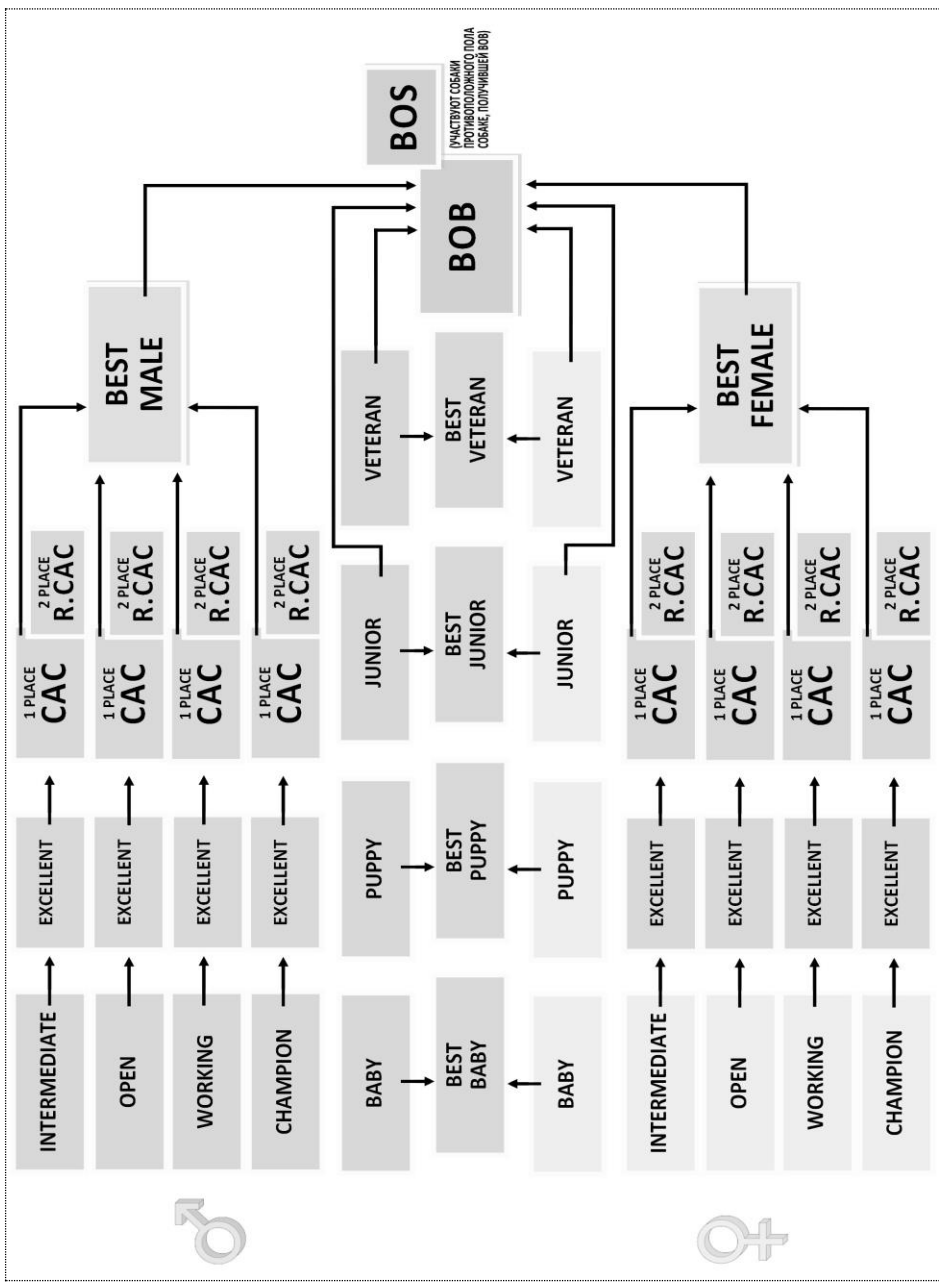 INTERMEDIATE
EXCELLENT
1 PLACE
CAC
2 PLACE
R.CAC
OPEN
EXCELLENT
1 PLACE
CAC
2 PLACE
R.CAC
WORKING
EXCELLENT
1 PLACE
CAC
2 PLACE
R.CAC
CHAMPION
EXCELLENT
1 PLACE
CAC
2 PLACE
R.CAC
BEST
MALE
BABY
PUPPY
JUNIOR
VETERAN
BEST
BABY
BEST
PUPPY
BEST
JUNIOR
BEST
VETERAN
BOB
BOS
(УЧАСТВУЮТ СОБАКИ
ПРОТИВОПОЛОЖНОГО ПОЛА
СОБАКЕ, ПОЛУЧИВШЕЙ BOB)
BABY
PUPPY
JUNIOR
VETERAN
INTERMEDIATE
EXCELLENT
1 PLACE
CAC
2 PLACE
R.CAC
OPEN
EXCELLENT
1 PLACE
CAC
2 PLACE
R.CAC
WORKING
EXCELLENT
1 PLACE
CAC
2 PLACE
R.CAC
CHAMPION
EXCELLENT
1 PLACE
CAC
2 PLACE
R.CAC
BEST
FEMALE